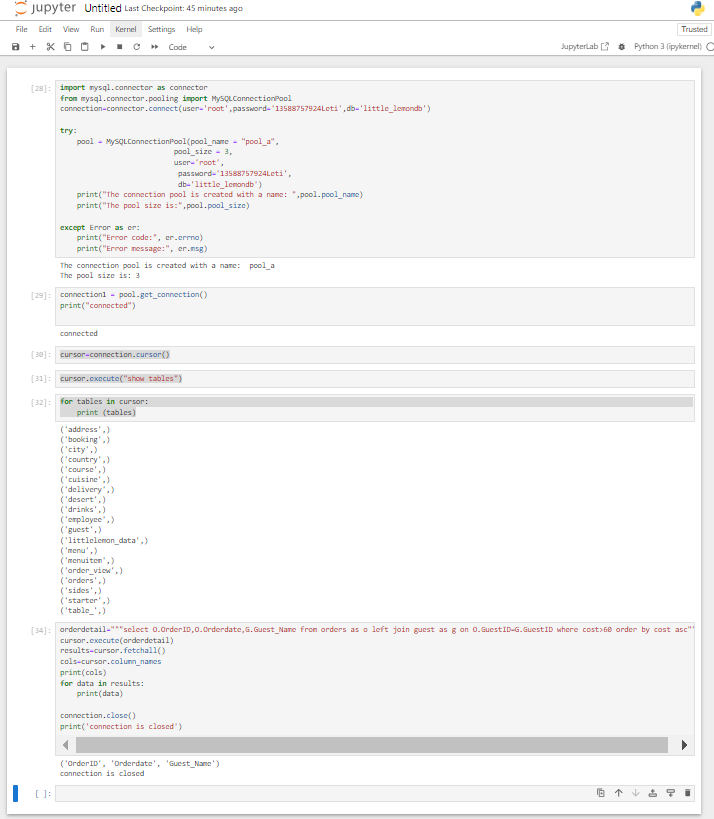 jupyter Untitled Last Checkpoint: 45 minutes ago
File Edit View Run Kernel Settings Help
Trusted
Code
JupyterLab
Python 3 (ipykernel)
[28]:
import mysql.connector as connector
from mysql.connector.pooling import MySQLConnectionPool
connection=connector.connect(user='root',password='13588757924Leti',db='little_lemondb')
try:
pool = MySQLConnectionPool(pool_name = "pool_a",
pool_size = 3,
user='root',
password='13588757924Leti',
db='little_lemondb')
print("The connection pool is created with a name: ",pool.pool_name)
print("The pool size is:",pool.pool_size)
except Error as er:
print("Error code:", er.errno)
print("Error message:", er.msg)
The connection pool is created with a name:  pool_a
The pool size is: 3
[29]:
connection1 = pool.get_connection()
print("connected")
connected
[30]:
cursor=connection.cursor()
[31]:
cursor.execute("show tables")
[32]:
for tables in cursor:
print (tables)
('address',)
('booking',)
('city',)
('country',)
('course',)
('cuisine',)
('delivery',)
('desert',)
('drinks',)
('employee',)
('guest',)
('littlelemon_data',)
('menu',)
('menuitem',)
('order_view',)
('orders',)
('sides',)
('starter',)
('table_',)
[34]:
orderdetail="""select O.OrderID,O.Orderdate,G.Guest_Name from orders as o left join guest as g on O.GuestID=G.GuestID where cost>60 order by cost asc""
cursor.execute(orderdetail)
results=cursor.fetchall()
cols=cursor.column_names
print(cols)
for data in results:
print(data)
connection.close()
print('connection is closed')
('OrderID', 'Orderdate', 'Guest_Name')
connection is closed
[ ]: